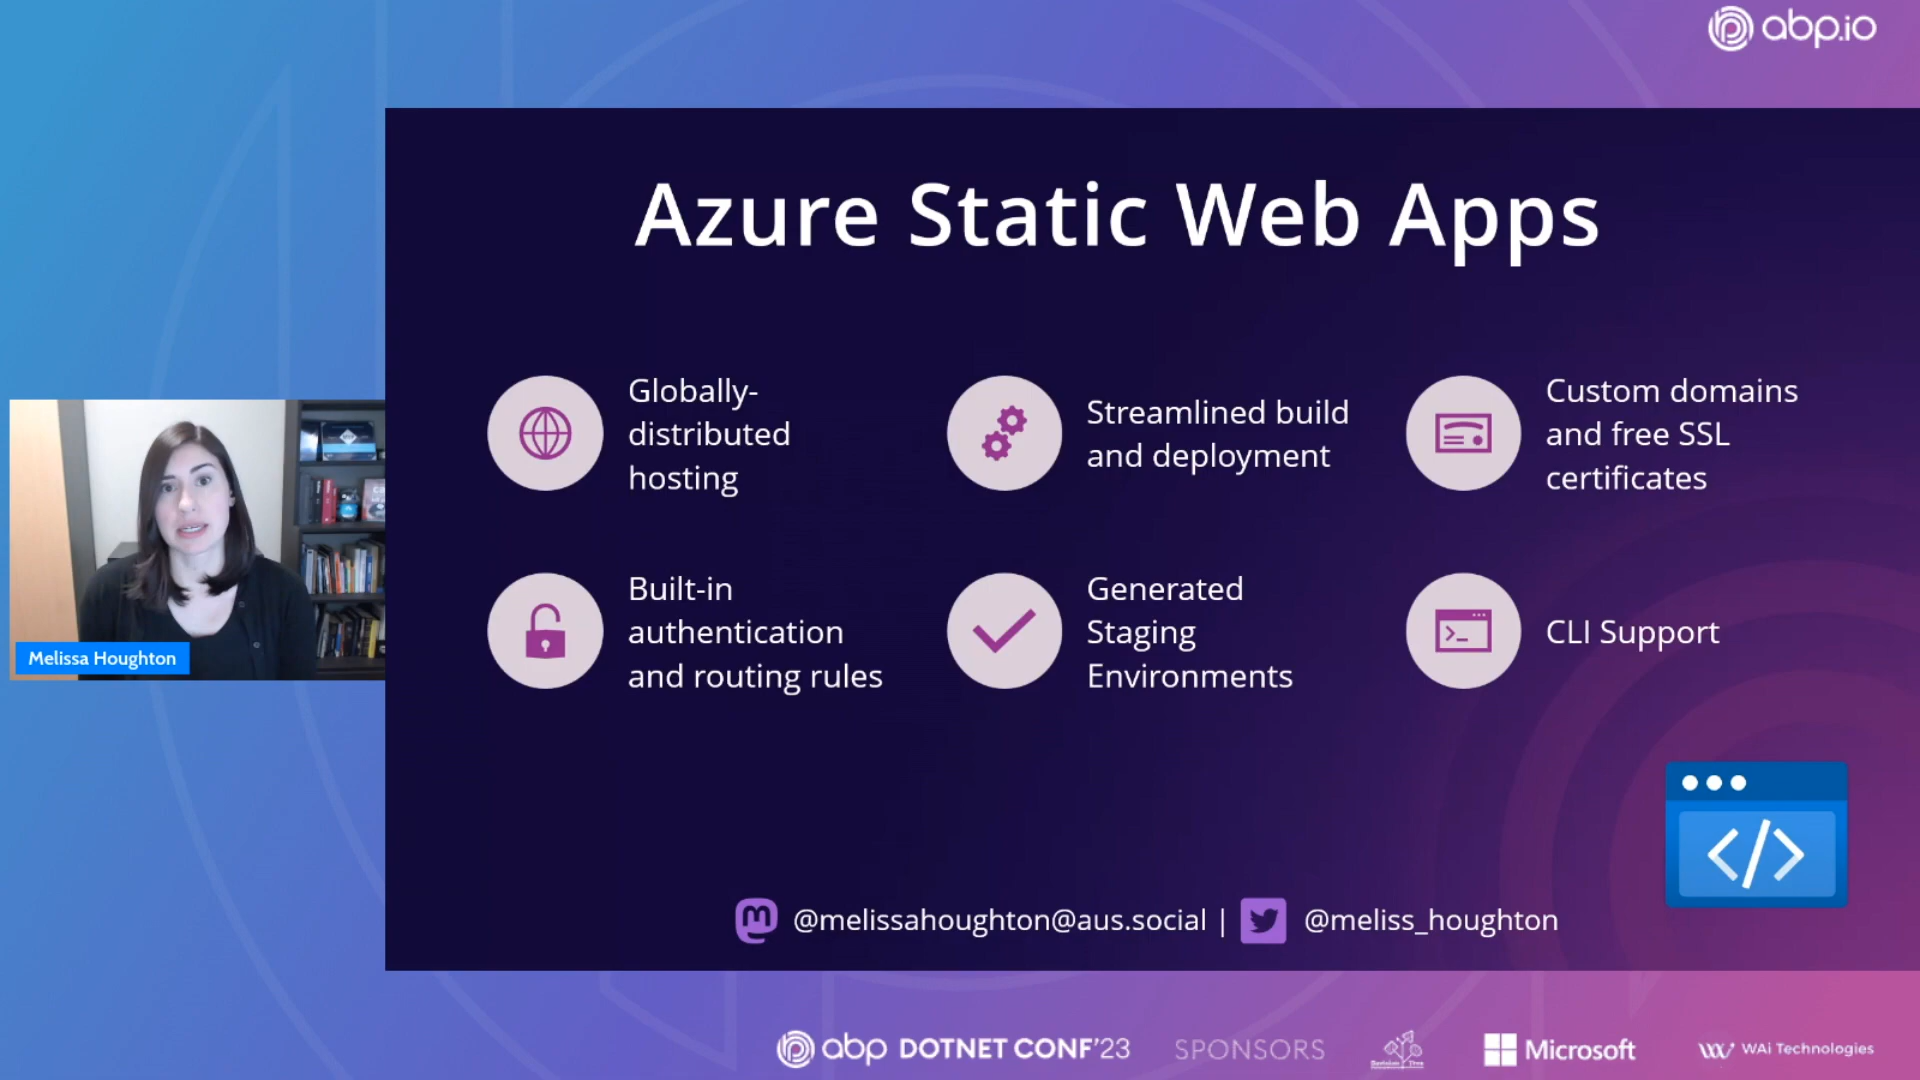 abp.io
Azure Static Web Apps
Globally-
distributed
hosting
Streamlined build
and deployment
Custom domains
and free SSL
certificates
Built-in
authentication
and routing rules
Generated
Staging
Environments
CLI Support
Melissa Houghton
@melissahoughton@aus.social | @meliss_houghton
abp DOTNET CONF'23 SPONSORS Microsoft WAi Technologies